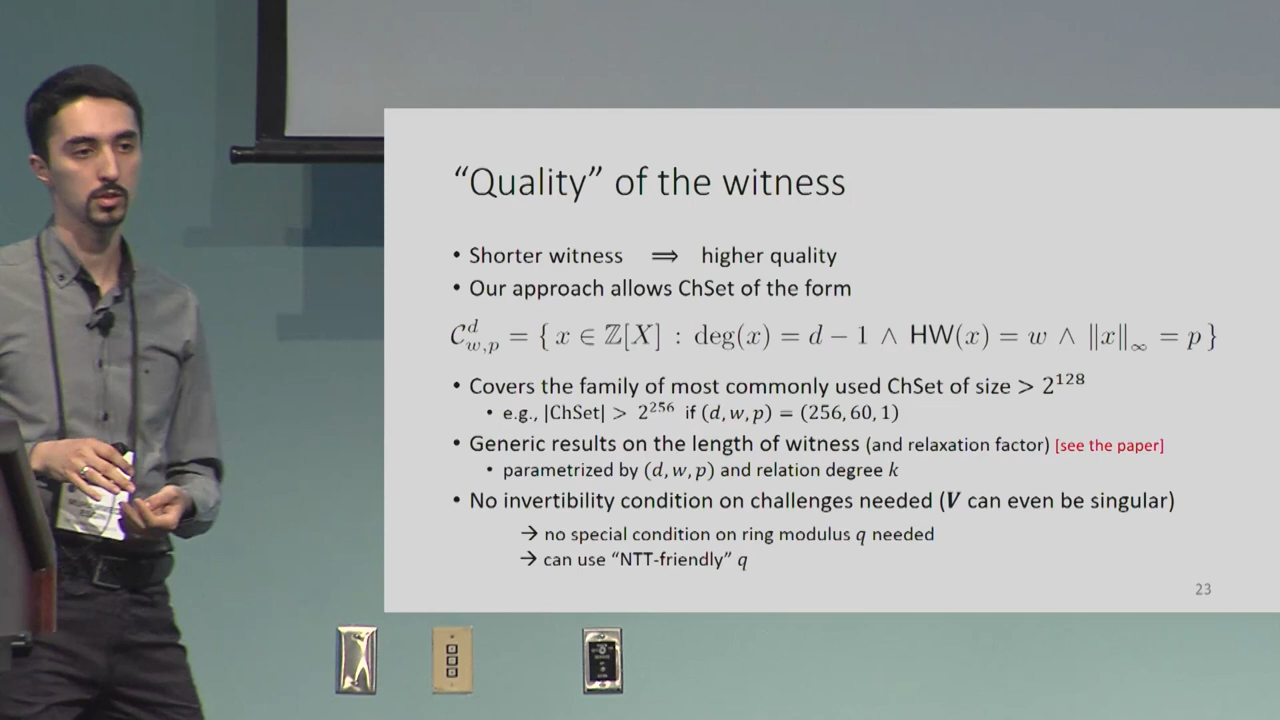 “Quality” of the witness
• Shorter witness ⟹ higher quality
• Our approach allows ChSet of the form
𝒞^d_{w,p} = { x ∈ ℤ[X] : deg(x) = d − 1 ∧ HW(x) = w ∧ ‖x‖_∞ = p }
• Covers the family of most commonly used ChSet of size > 2^128
• e.g., |ChSet| > 2^256 if (d, w, p) = (256, 60, 1)
• Generic results on the length of witness (and relaxation factor) [see the paper]
• parametrized by (d, w, p) and relation degree k
• No invertibility condition on challenges needed (V can even be singular)
→ no special condition on ring modulus q needed
→ can use “NTT-friendly” q
23